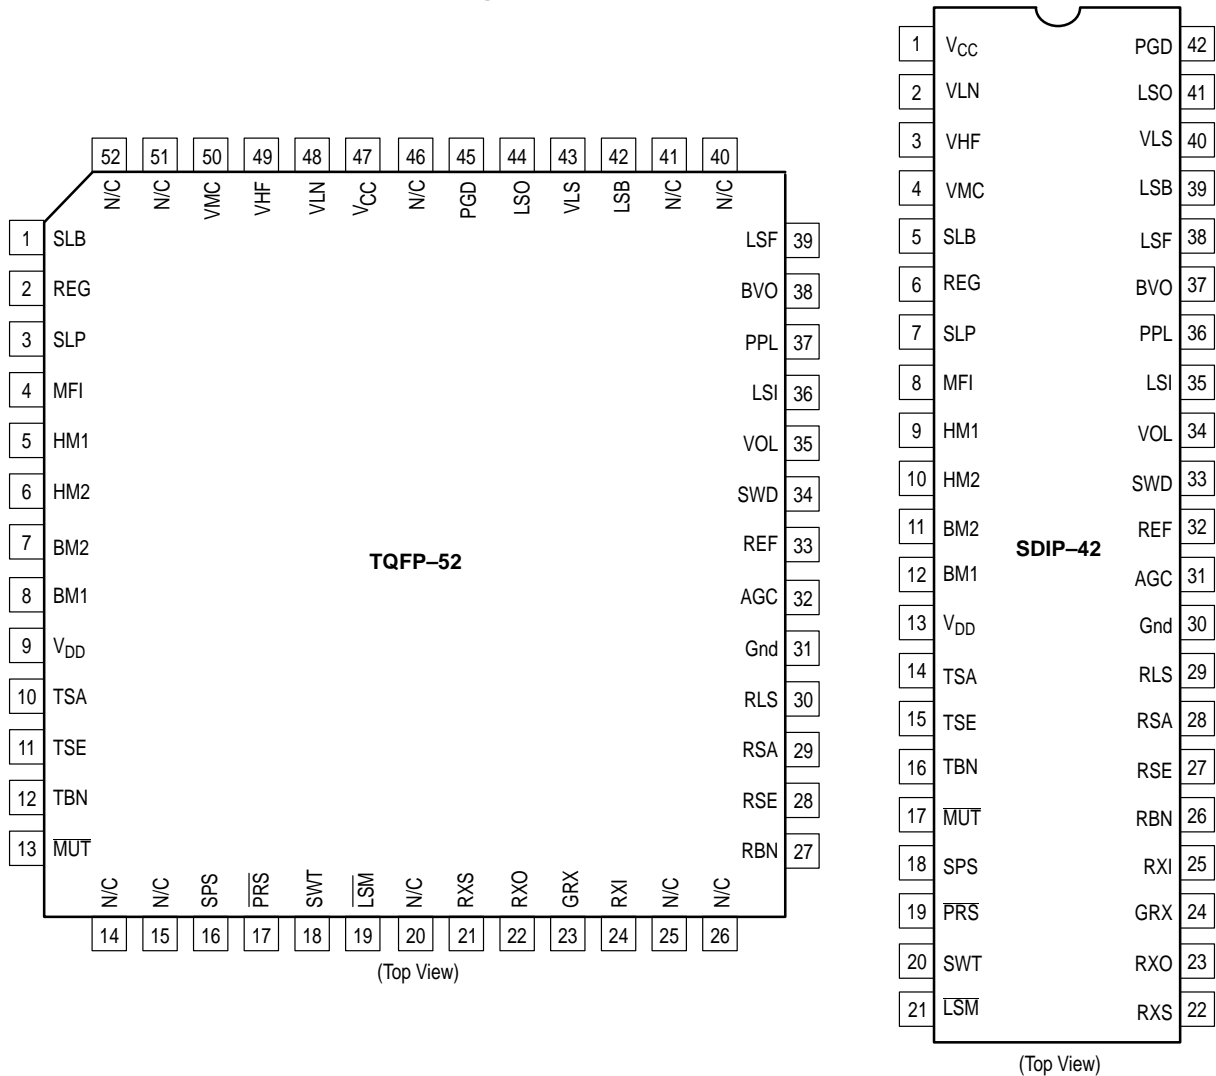 52 51 50 49 48 47 46 45 44 43 42 41 40
N/C N/C VMC VHF VLN VCC N/C PGD LSO VLS LSB N/C N/C
1 SLB LSF 39
2 REG BVO 38
3 SLP PPL 37
4 MFI LSI 36
5 HM1 VOL 35
6 HM2 SWD 34
7 BM2 REF 33
8 BM1 AGC 32
9 VDD Gnd 31
10 TSA RLS 30
11 TSE RSA 29
12 TBN RSE 28
13 MUT RBN 27
TQFP–52
N/C N/C SPS PRS SWT LSM N/C RXS RXO GRX RXI N/C N/C
14 15 16 17 18 19 20 21 22 23 24 25 26
(Top View)
1 VCC PGD 42
2 VLN LSO 41
3 VHF VLS 40
4 VMC LSB 39
5 SLB LSF 38
6 REG BVO 37
7 SLP PPL 36
8 MFI LSI 35
9 HM1 VOL 34
10 HM2 SWD 33
11 BM2 REF 32
SDIP–42
12 BM1 AGC 31
13 VDD Gnd 30
14 TSA RLS 29
15 TSE RSA 28
16 TBN RSE 27
17 MUT RBN 26
18 SPS RXI 25
19 PRS GRX 24
20 SWT RXO 23
21 LSM RXS 22
(Top View)